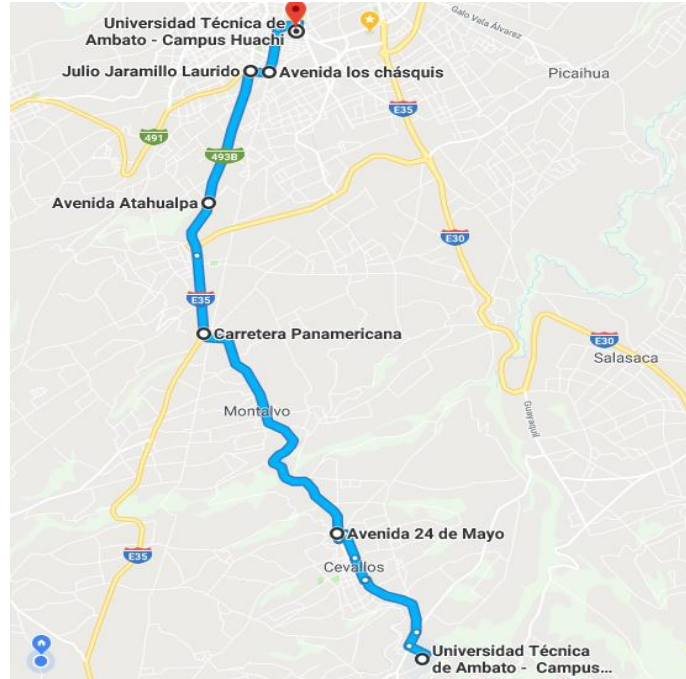 Universidad Técnica de
Ambato - Campus Huachi
Galo Vela Álvarez
Julio Jaramillo Laurido
Avenida los chásquis
Picaihua
E35
491
493B
Avenida Atahualpa
E30
E35
Carretera Panamericana
E30
Salasaca
Montalvo
Guayaquil
Avenida 24 de Mayo
E35
Cevallos
Universidad Técnica
de Ambato - Campus...